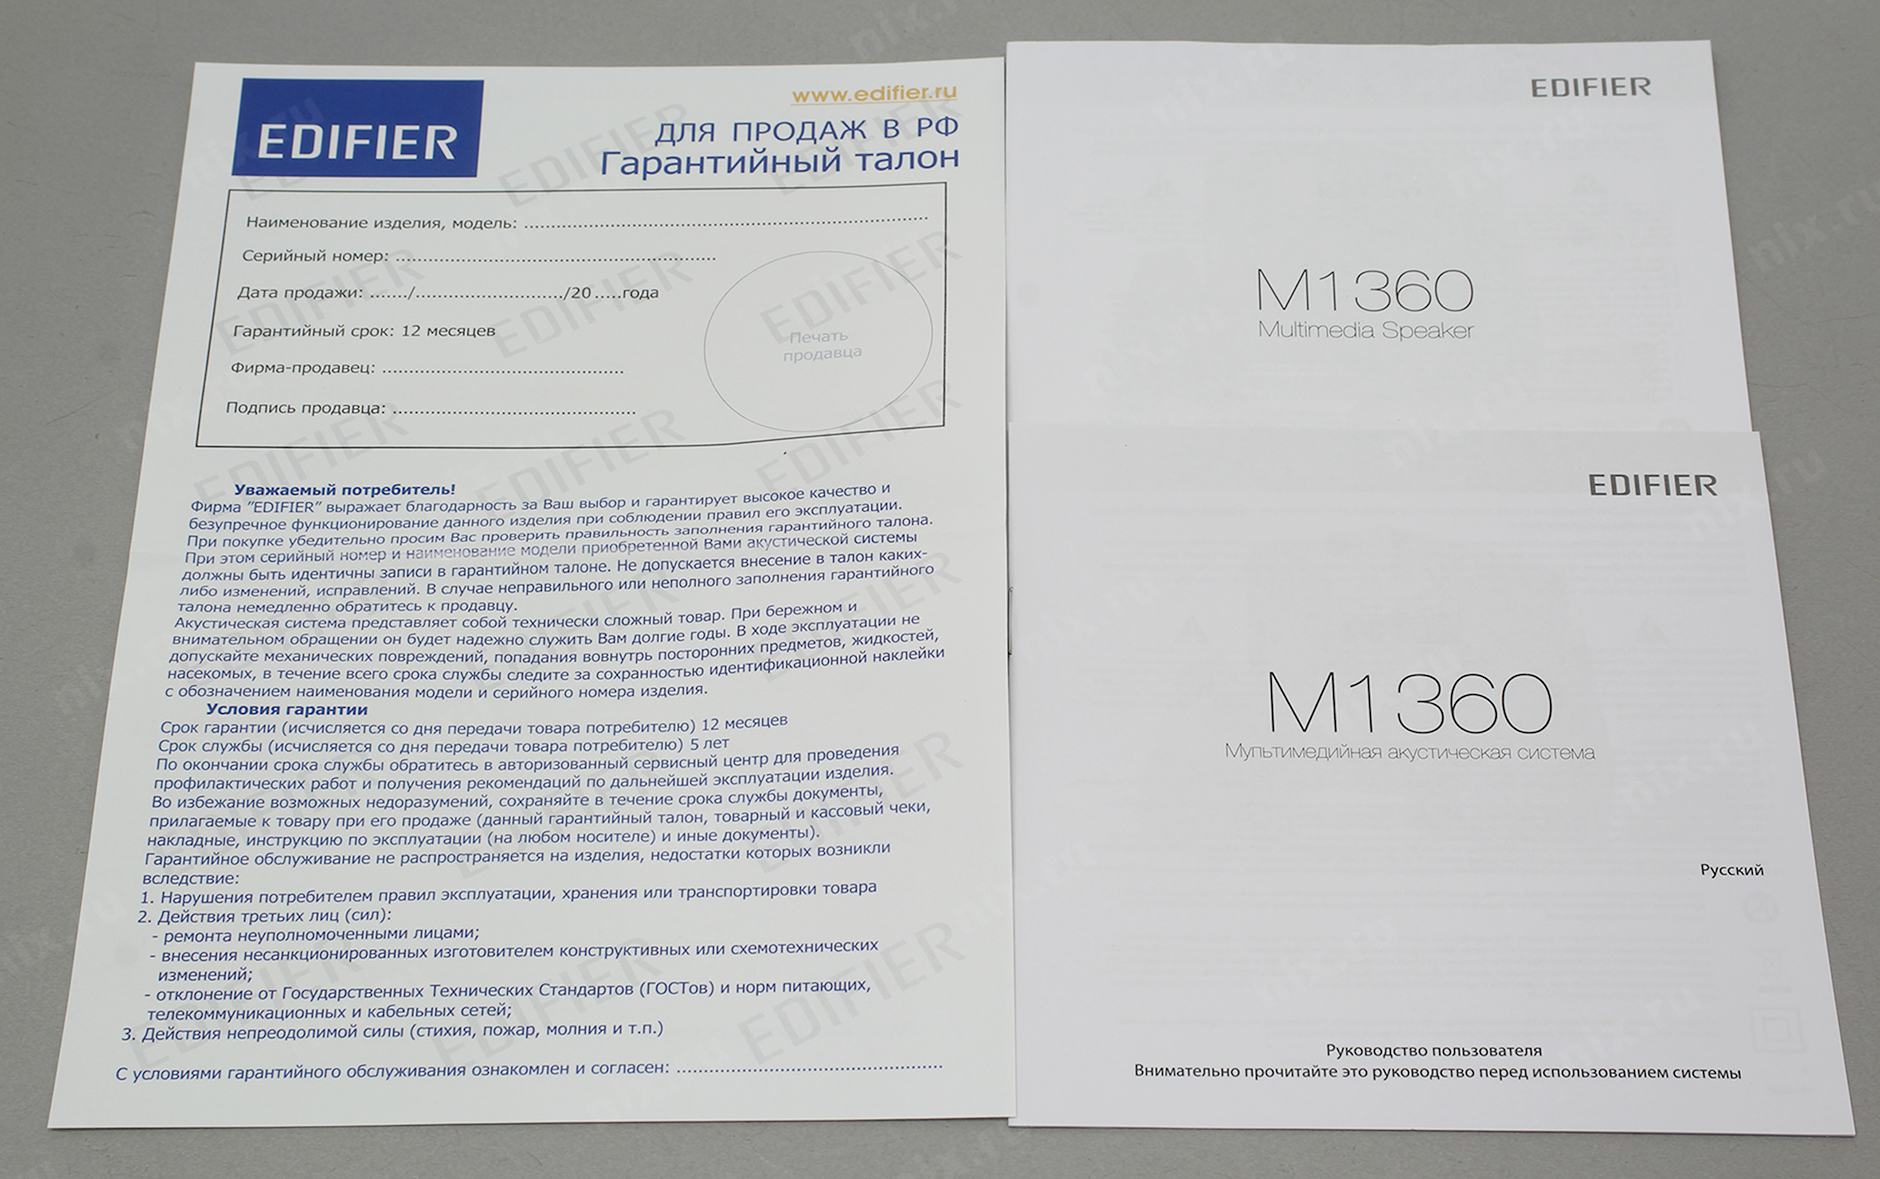 EDIFIER
www.edifier.ru
ДЛЯ ПРОДАЖ В РФ
Гарантийный талон
Наименование изделия, модель: ........................
Серийный номер: ........................
Дата продажи: ......./.........................../20.....года
Гарантийный срок: 12 месяцев
Фирма-продавец: ........................
Подпись продавца: ........................
Печать
продавца
Уважаемый потребитель!
Фирма "EDIFIER" выражает благодарность за Ваш выбор и гарантирует высокое качество и
безупречное функционирование данного изделия при соблюдении правил его эксплуатации.
При покупке убедительно просим Вас проверить правильность заполнения гарантийного талона.
При этом серийный номер и наименование модели приобретенной Вами акустической системы
должны быть идентичны записи в гарантийном талоне. Не допускается внесение в талон каких-
либо изменений, исправлений. В случае неправильного или неполного заполнения гарантийного
талона немедленно обратитесь к продавцу.
Акустическая система представляет собой технически сложный товар. При бережном и
внимательном обращении он будет надежно служить Вам долгие годы. В ходе эксплуатации не
допускайте механических повреждений, попадания вовнутрь посторонних предметов, жидкостей,
насекомых, в течение всего срока службы следите за сохранностью идентификационной наклейки
с обозначением наименования модели и серийного номера изделия.
Условия гарантии
Срок гарантии (исчисляется со дня передачи товара потребителю) 12 месяцев
Срок службы (исчисляется со дня передачи товара потребителю) 5 лет
По окончании срока службы обратитесь в авторизованный сервисный центр для проведения
профилактических работ и получения рекомендаций по дальнейшей эксплуатации изделия.
Во избежание возможных недоразумений, сохраняйте в течение срока службы документы,
прилагаемые к товару при его продаже (данный гарантийный талон, товарный и кассовый чеки,
накладные, инструкцию по эксплуатации (на любом носителе) и иные документы).
Гарантийное обслуживание не распространяется на изделия, недостатки которых возникли
вследствие:
1. Нарушения потребителем правил эксплуатации, хранения или транспортировки товара
2. Действия третьих лиц (сил):
- ремонта неуполномоченными лицами;
- внесения несанкционированных изготовителем конструктивных или схемотехнических
изменений;
- отклонение от Государственных Технических Стандартов (ГОСТов) и норм питающих,
телекоммуникационных и кабельных сетей;
3. Действия непреодолимой силы (стихия, пожар, молния и т.п.)
С условиями гарантийного обслуживания ознакомлен и согласен: ........................
EDIFIER
M1360
Multimedia Speaker
EDIFIER
M1360
Мультимедийная акустическая система
Русский
Руководство пользователя
Внимательно прочитайте это руководство перед использованием системы